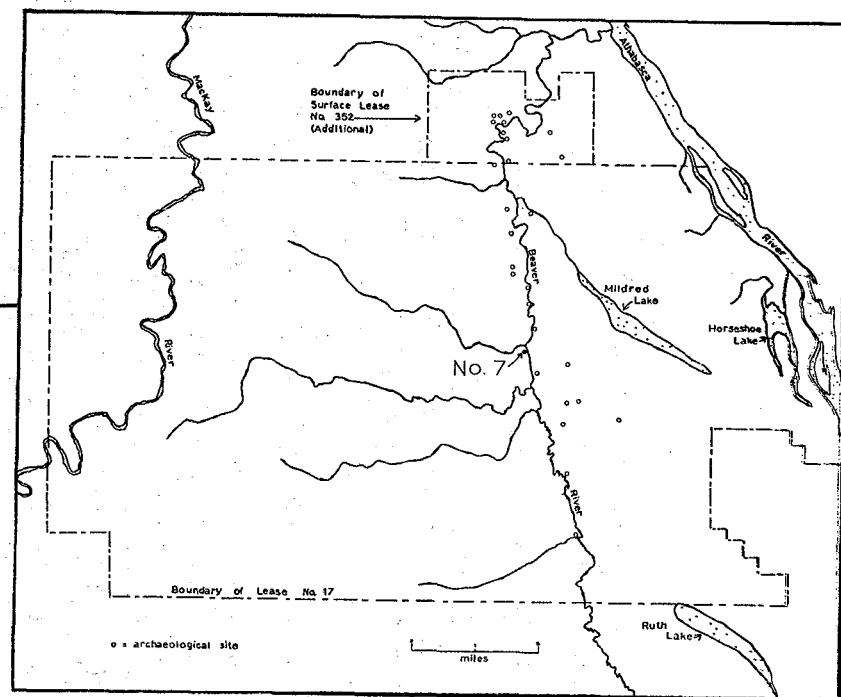 MacKay
River
Boundary of
Surface Lease
No. 352
(Additional)
Athabasca
River
Beaver
River
Mildred
Lake
Horseshoe
Lake
No. 7
Boundary of Lease No. 17
Ruth
Lake
o = archaeological site
miles